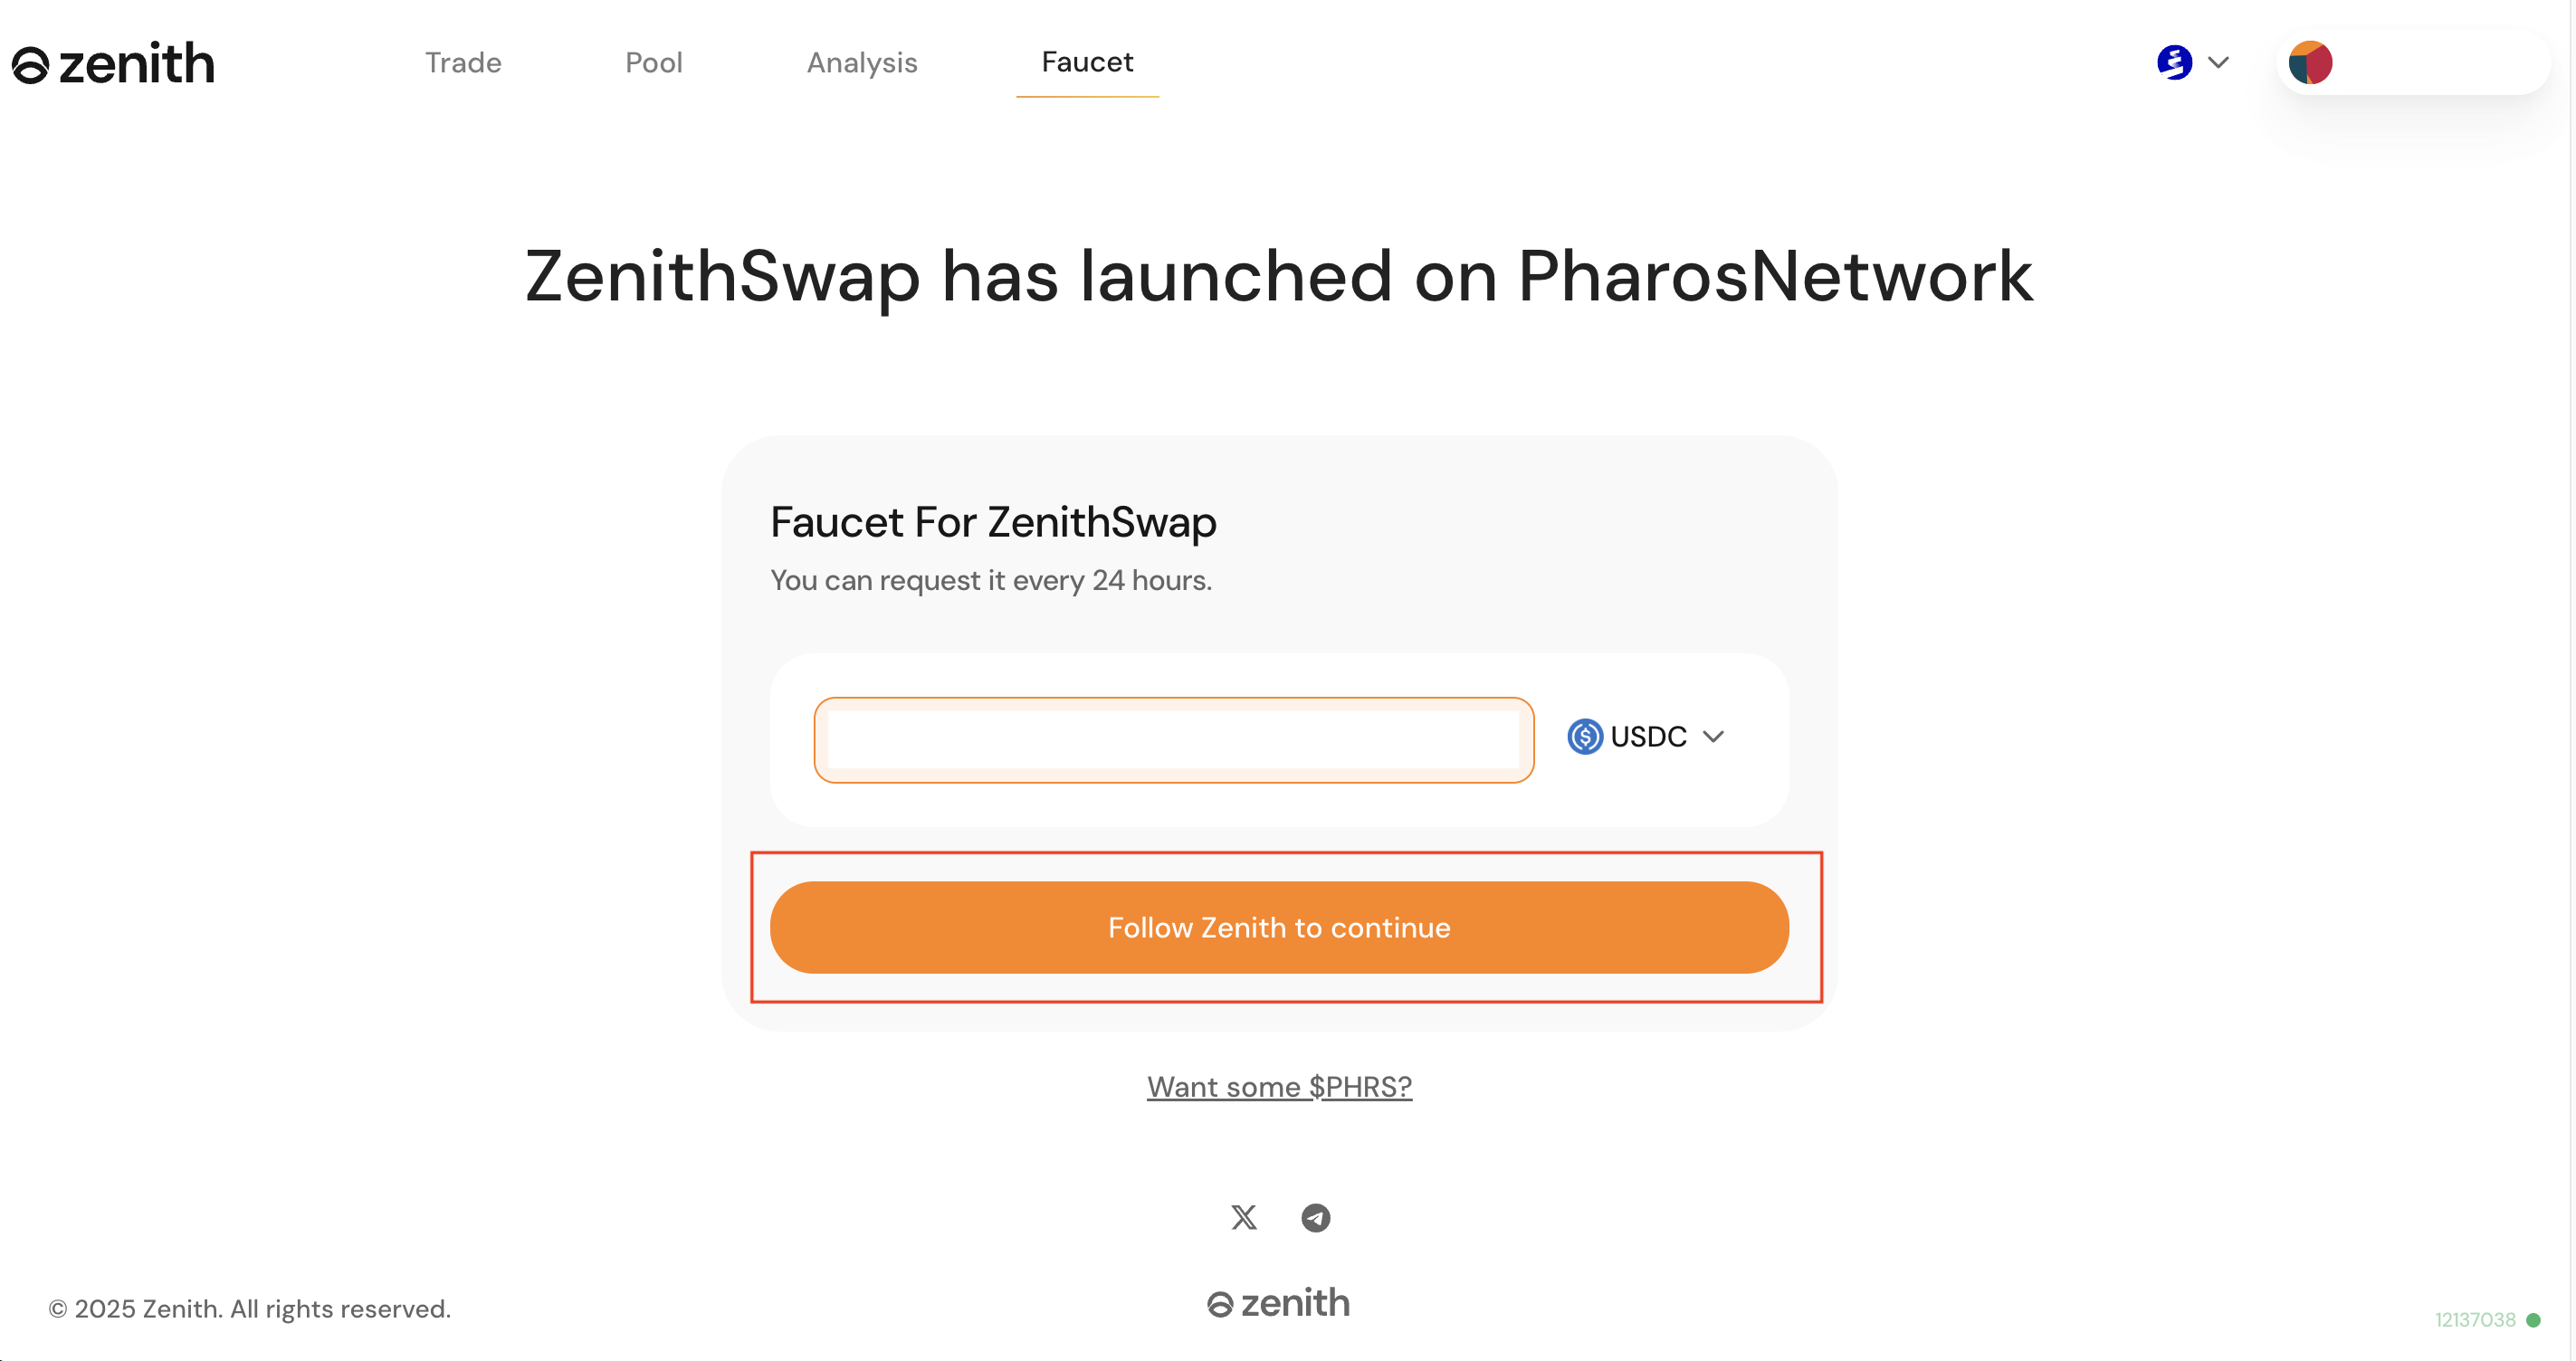 zenith
Trade
Pool
Analysis
Faucet
ZenithSwap has launched on PharosNetwork
Faucet For ZenithSwap
You can request it every 24 hours.
USDC
Follow Zenith to continue
Want some $PHRS?
zenith
© 2025 Zenith. All rights reserved.
12137038